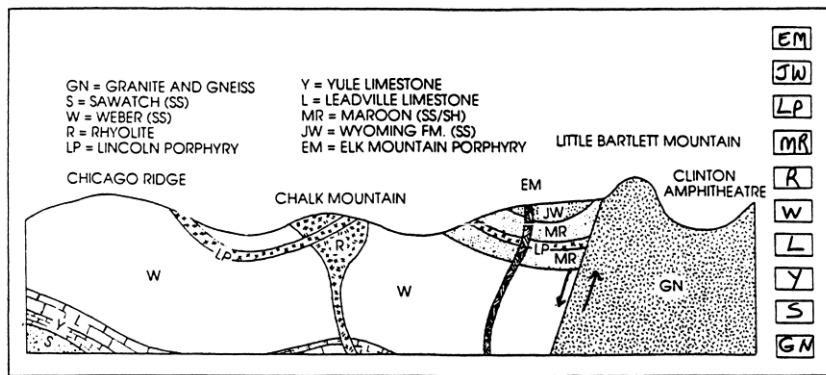 GN = GRANITE AND GNEISS
S = SAWATCH (SS)
W = WEBER (SS)
R = RHYOLITE
LP = LINCOLN PORPHYRY
Y = YULE LIMESTONE
L = LEADVILLE LIMESTONE
MR = MAROON (SS/SH)
JW = WYOMING FM. (SS)
EM = ELK MOUNTAIN PORPHYRY
LITTLE BARTLETT MOUNTAIN
CHICAGO RIDGE
CHALK MOUNTAIN
EM
CLINTON
AMPHITHEATRE
JW
MR
LP
MR
LP
R
W
W
GN
L
Y
S
L
EM
JW
LP
MR
R
W
L
Y
S
GN